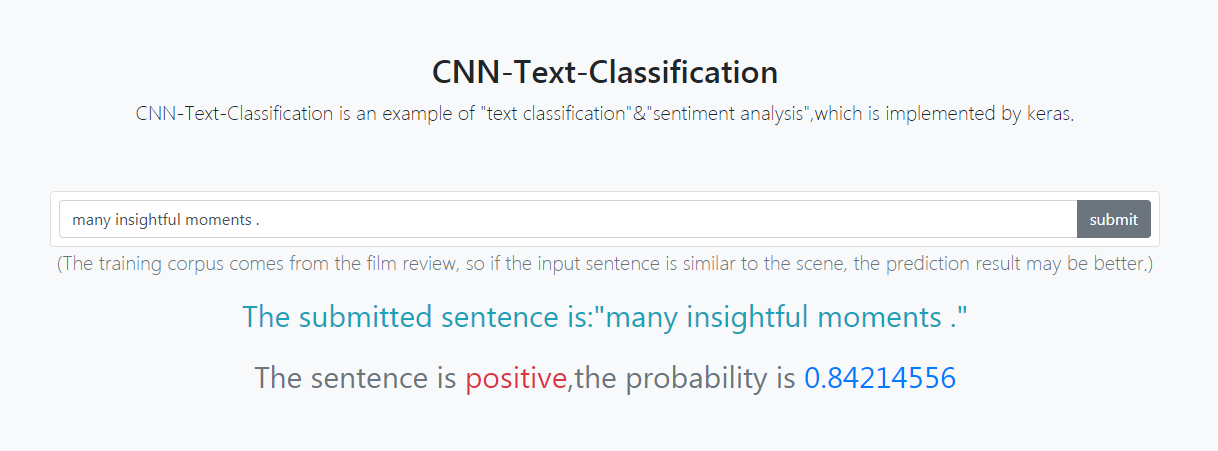 CNN-Text-Classification
CNN-Text-Classification is an example of "text classification"&"sentiment analysis",which is implemented by keras.
many insightful moments .
submit
(The training corpus comes from the film review, so if the input sentence is similar to the scene, the prediction result may be better.)
The submitted sentence is:"many insightful moments ."
The sentence is positive,the probability is 0.84214556